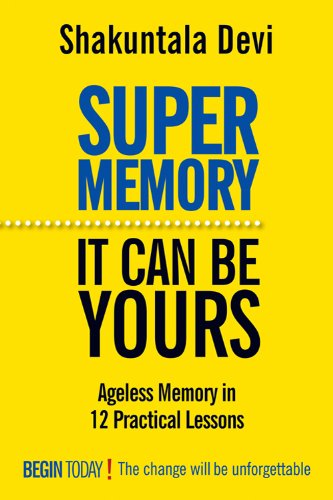 Shakuntala Devi
SUPER
MEMORY
IT CAN BE
YOURS
Ageless Memory in
12 Practical Lessons
BEGIN TODAY! The change will be unforgettable